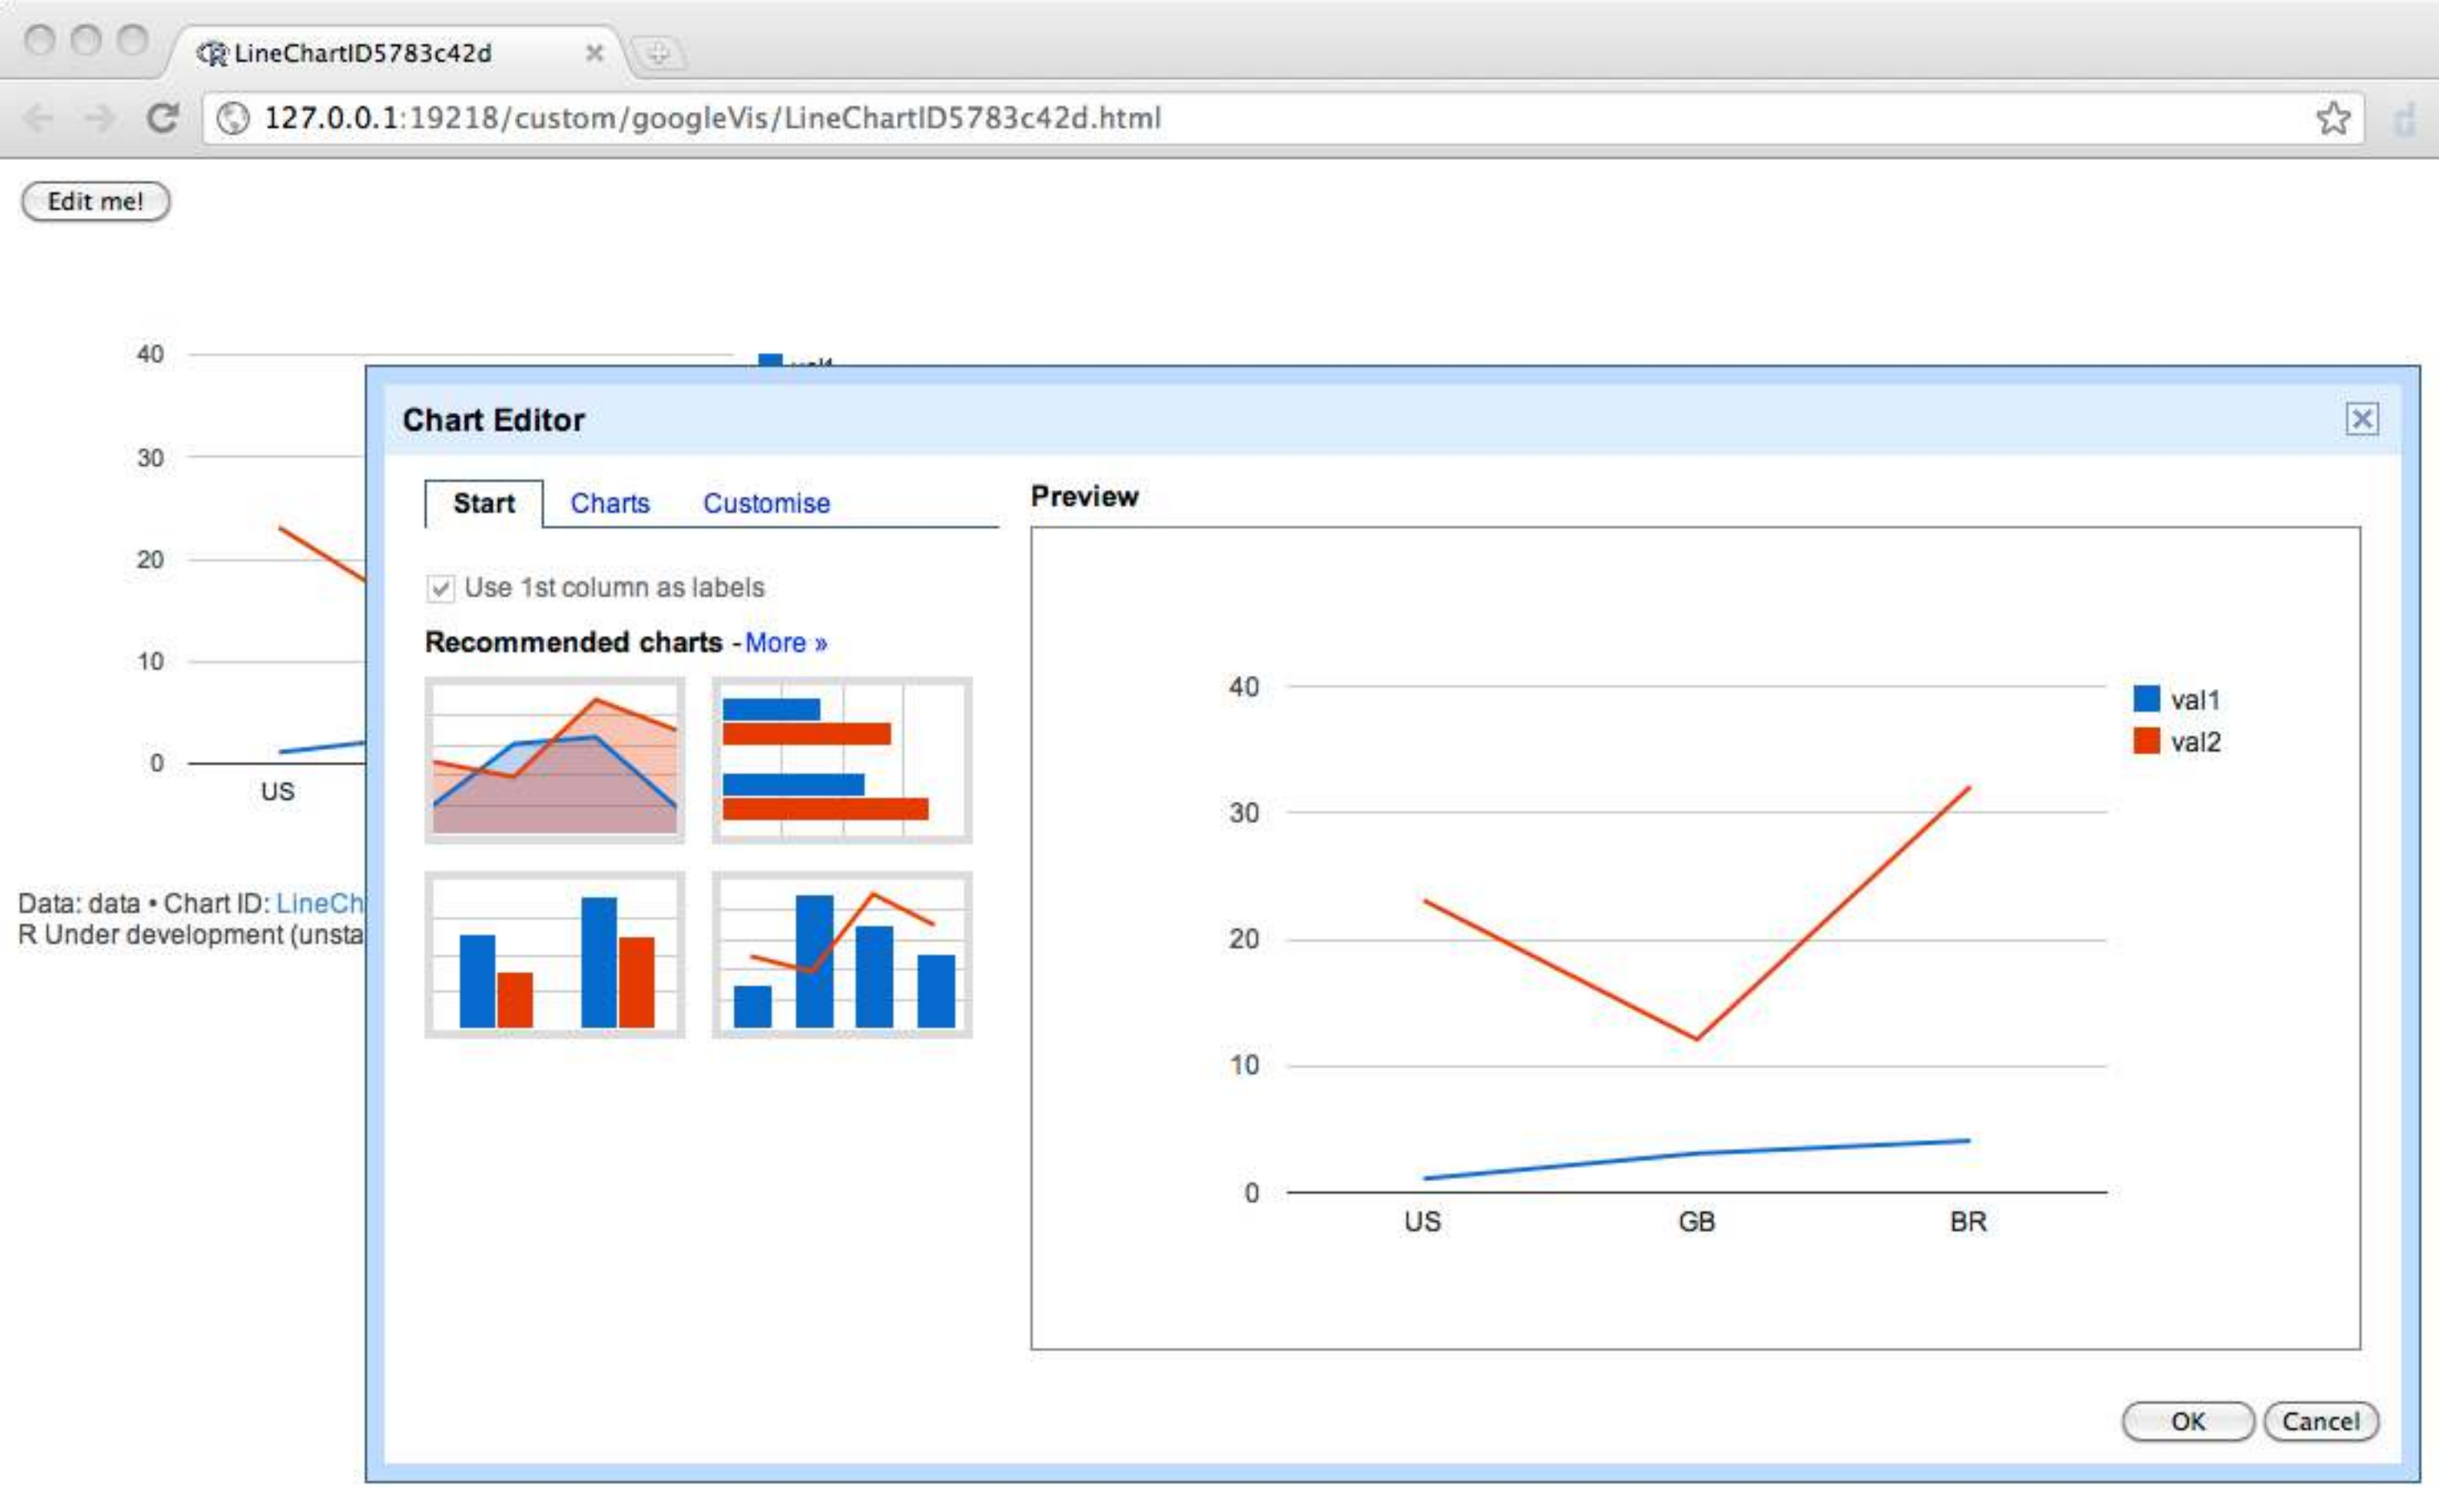 LineChartID5783c42d
127.0.0.1:19218/custom/googleVis/LineChartID5783c42d.html
Edit me!
40
30
20
10
0
US
Data: data • Chart ID: LineCh
R Under development (unsta
Chart Editor
Start Charts Customise
Use 1st column as labels
Recommended charts - More »
Preview
40
30
20
10
0
US GB BR
val1
val2
OK Cancel